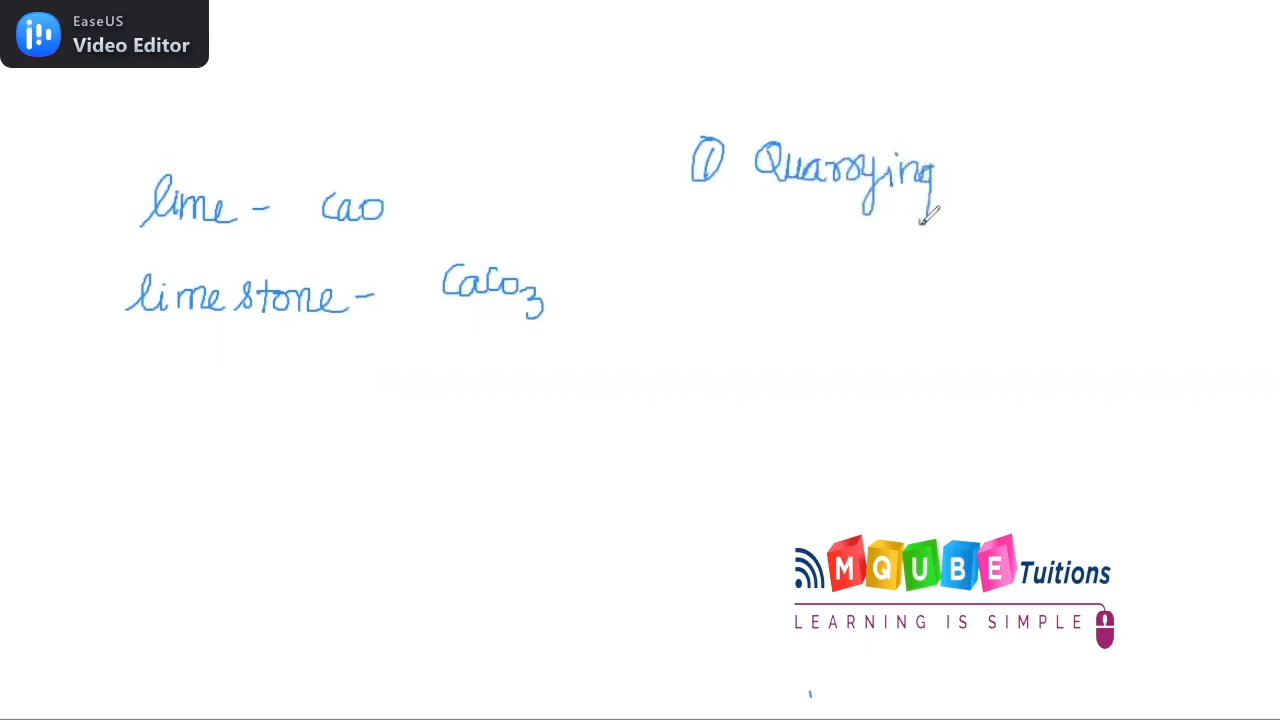 EaseUS
Video Editor
lime - CaO
limestone - CaCO3
① Quarrying
MQUBE Tuitions
LEARNING IS SIMPLE